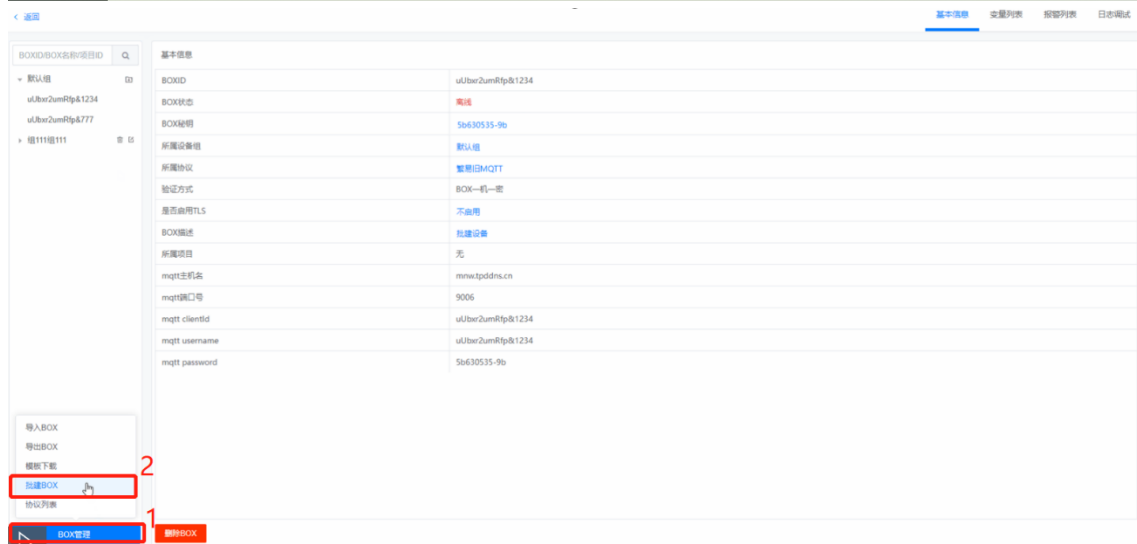 < 返回
基本信息 变量列表 报警列表 日志调试
BOXID/BOX名称/项目ID
基本信息
默认组
uUbxr2umRfp&1234
uUbxr2umRfp&777
组111组111
BOXID uUbxr2umRfp&1234
BOX状态 离线
BOX秘钥 5b630535-9b
所属设备组 默认组
所属协议 繁易旧MQTT
验证方式 BOX一机一密
是否启用TLS 不启用
BOX描述 批建设备
所属项目 无
mqtt主机名 mnw.tpddns.cn
mqtt端口号 9006
mqtt clientId uUbxr2umRfp&1234
mqtt username uUbxr2umRfp&1234
mqtt password 5b630535-9b
导入BOX
导出BOX
模板下载
批建BOX
2
协议列表
1
BOX管理
删除BOX